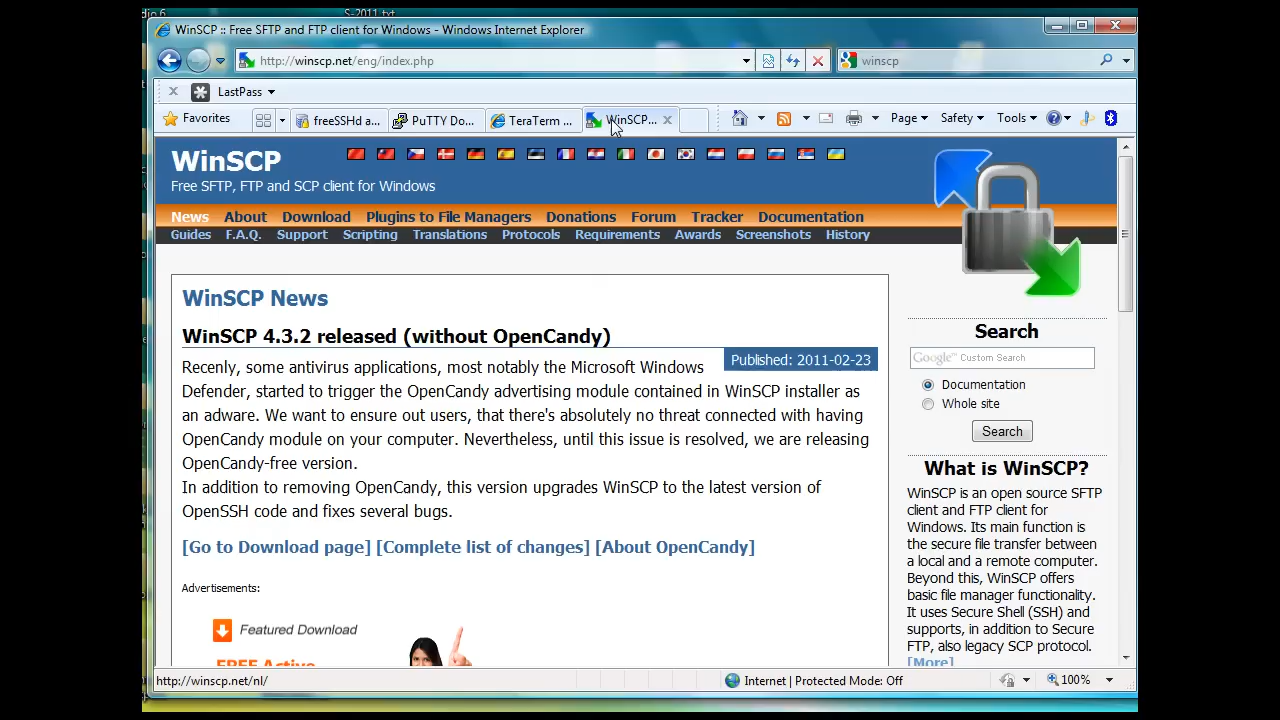 dio 6
S-2011.txt
WinSCP :: Free SFTP and FTP client for Windows - Windows Internet Explorer
http://winscp.net/eng/index.php
winscp
LastPass
Favorites
freeSSHd a...
PuTTY Do...
TeraTerm ...
WinSCP...
Page
Safety
Tools
WinSCP
Free SFTP, FTP and SCP client for Windows
News About Download Plugins to File Managers Donations Forum Tracker Documentation
Guides F.A.Q. Support Scripting Translations Protocols Requirements Awards Screenshots History
WinSCP News
WinSCP 4.3.2 released (without OpenCandy)
Published: 2011-02-23
Recently, some antivirus applications, most notably the Microsoft Windows
Defender, started to trigger the OpenCandy advertising module contained in WinSCP installer as
an adware. We want to ensure out users, that there's absolutely no threat connected with having
OpenCandy module on your computer. Nevertheless, until this issue is resolved, we are releasing
OpenCandy-free version.
In addition to removing OpenCandy, this version upgrades WinSCP to the latest version of
OpenSSH code and fixes several bugs.
[Go to Download page] [Complete list of changes] [About OpenCandy]
Advertisements:
Featured Download
FREE Active
Search
Google™ Custom Search
Documentation
Whole site
Search
What is WinSCP?
WinSCP is an open source SFTP
client and FTP client for
Windows. Its main function is
the secure file transfer between
a local and a remote computer.
Beyond this, WinSCP offers
basic file manager functionality.
It uses Secure Shell (SSH) and
supports, in addition to Secure
FTP, also legacy SCP protocol.
[More]
http://winscp.net/nl/
Internet | Protected Mode: Off
100%